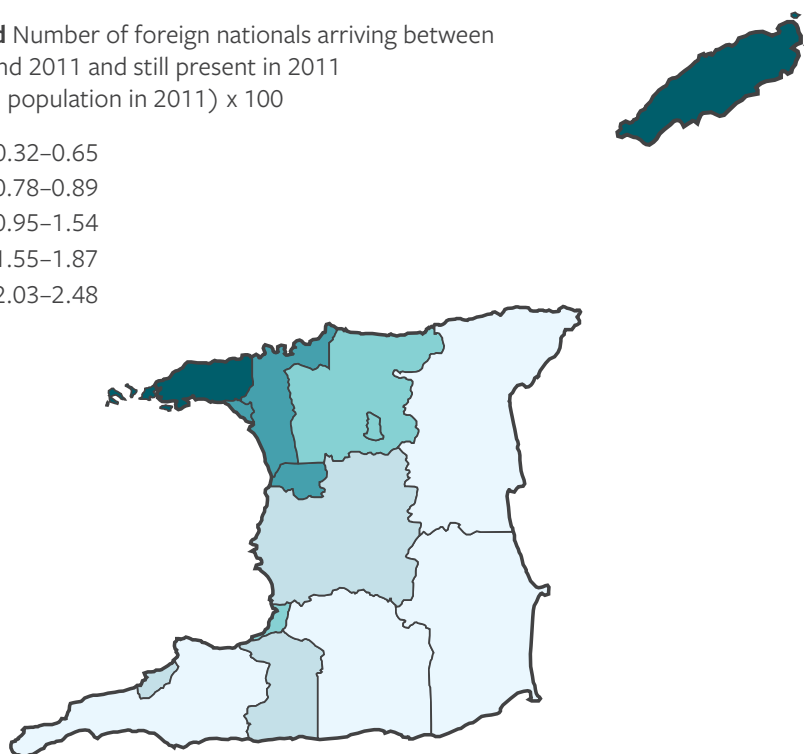 d Number of foreign nationals arriving between
nd 2011 and still present in 2011
population in 2011) x 100
0.32–0.65
0.78–0.89
0.95–1.54
1.55–1.87
2.03–2.48